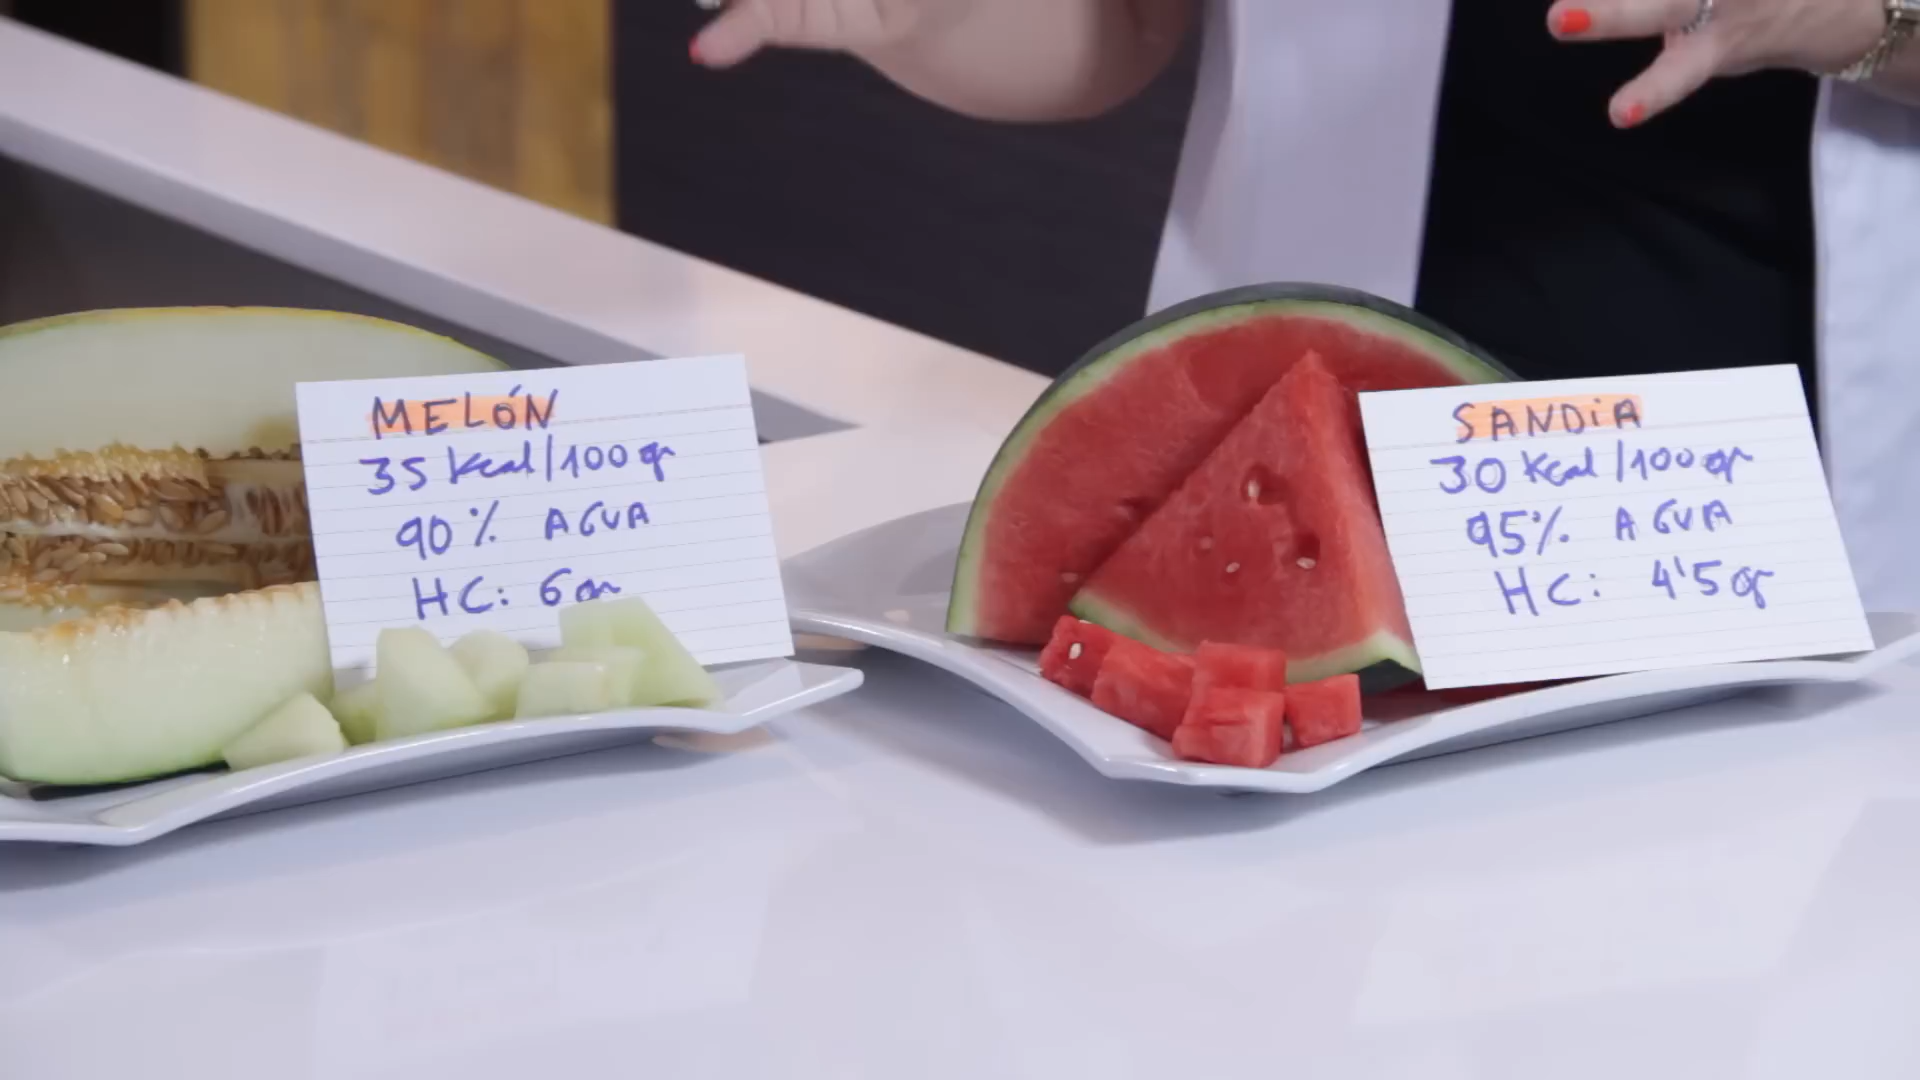 MELÓN
35 Kcal/100 gr
90% AGUA
HC: 6 gr
SANDiA
30 Kcal/100 gr
95% AGUA
HC: 4'5 gr